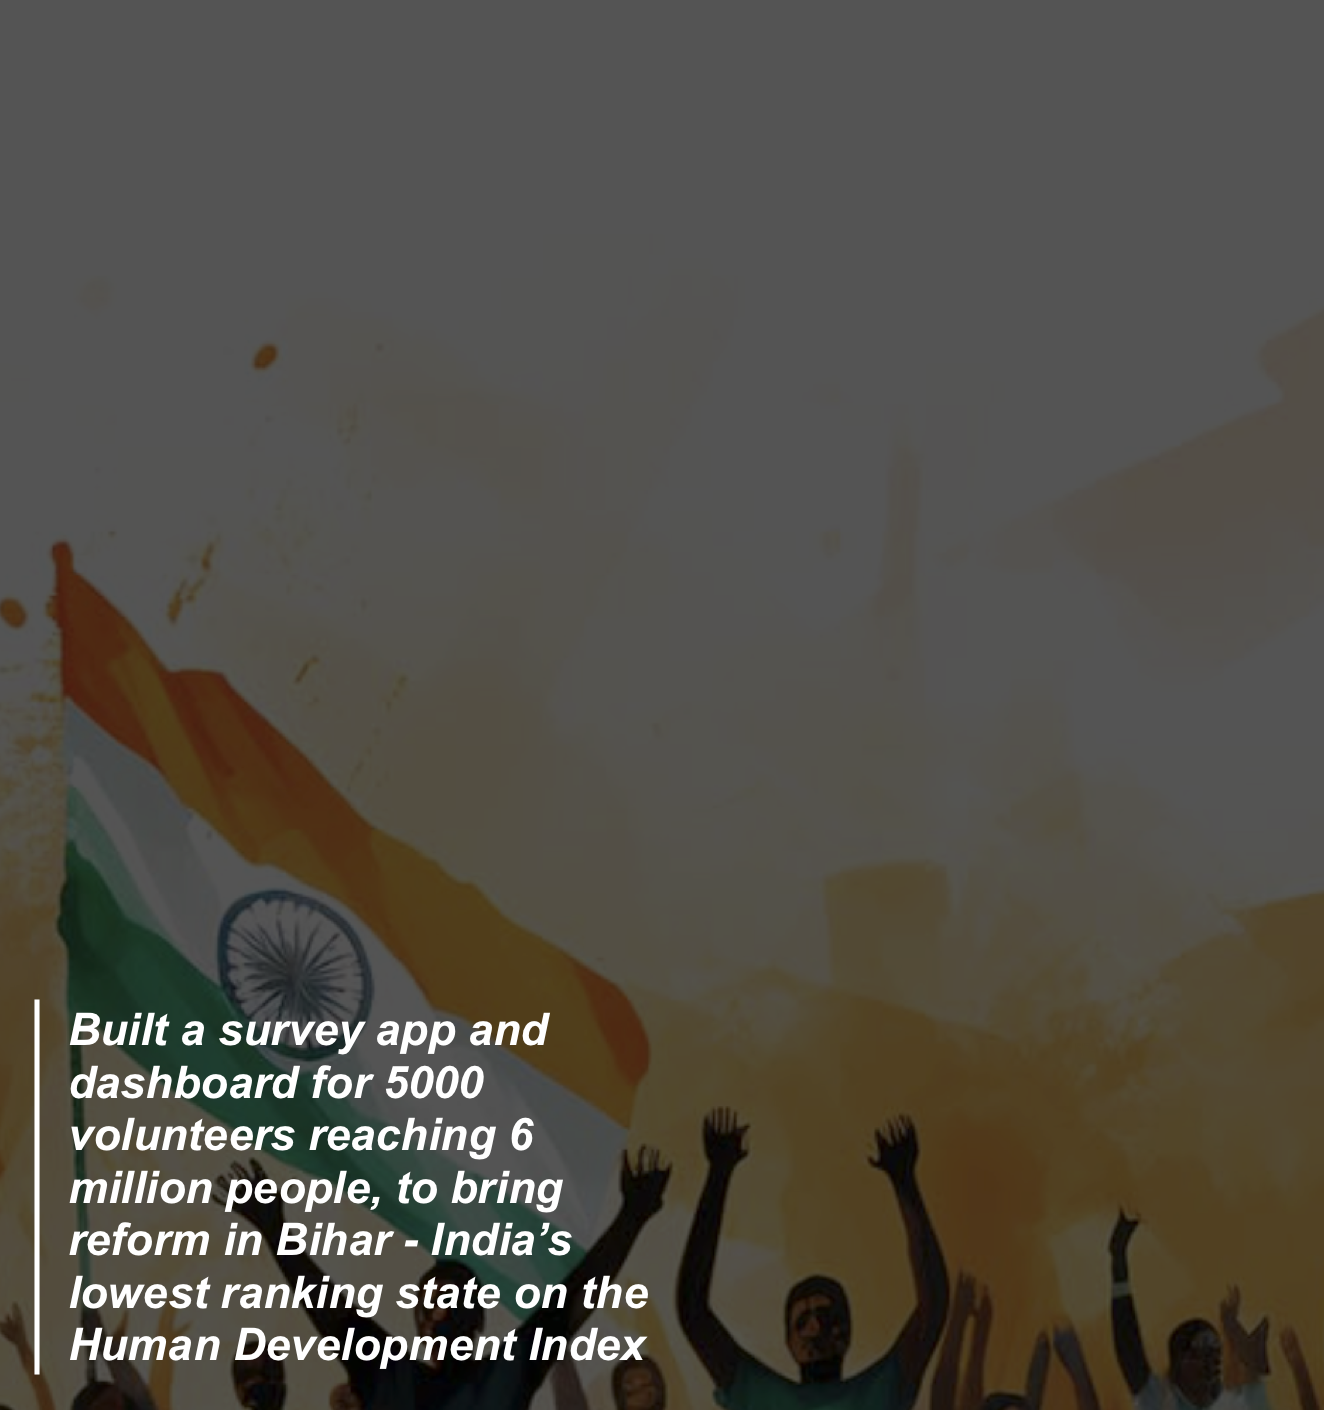 Built a survey app and
dashboard for 5000
volunteers reaching 6
million people, to bring
reform in Bihar - India’s
lowest ranking state on the
Human Development Index